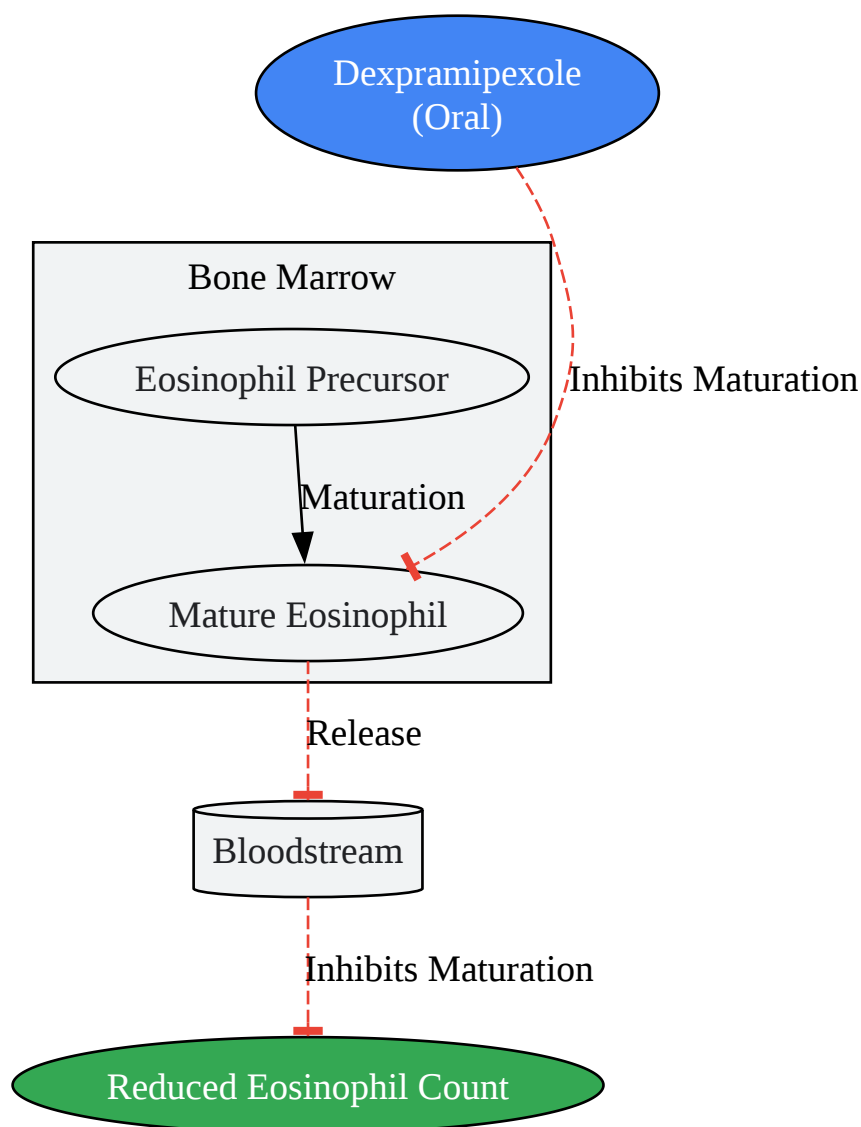 Dexpramipexole
(Oral)
Bone Marrow
Eosinophil Precursor
Inhibits Maturation
Maturation
Mature Eosinophil
Release
Bloodstream
Inhibits Maturation
Reduced Eosinophil Count